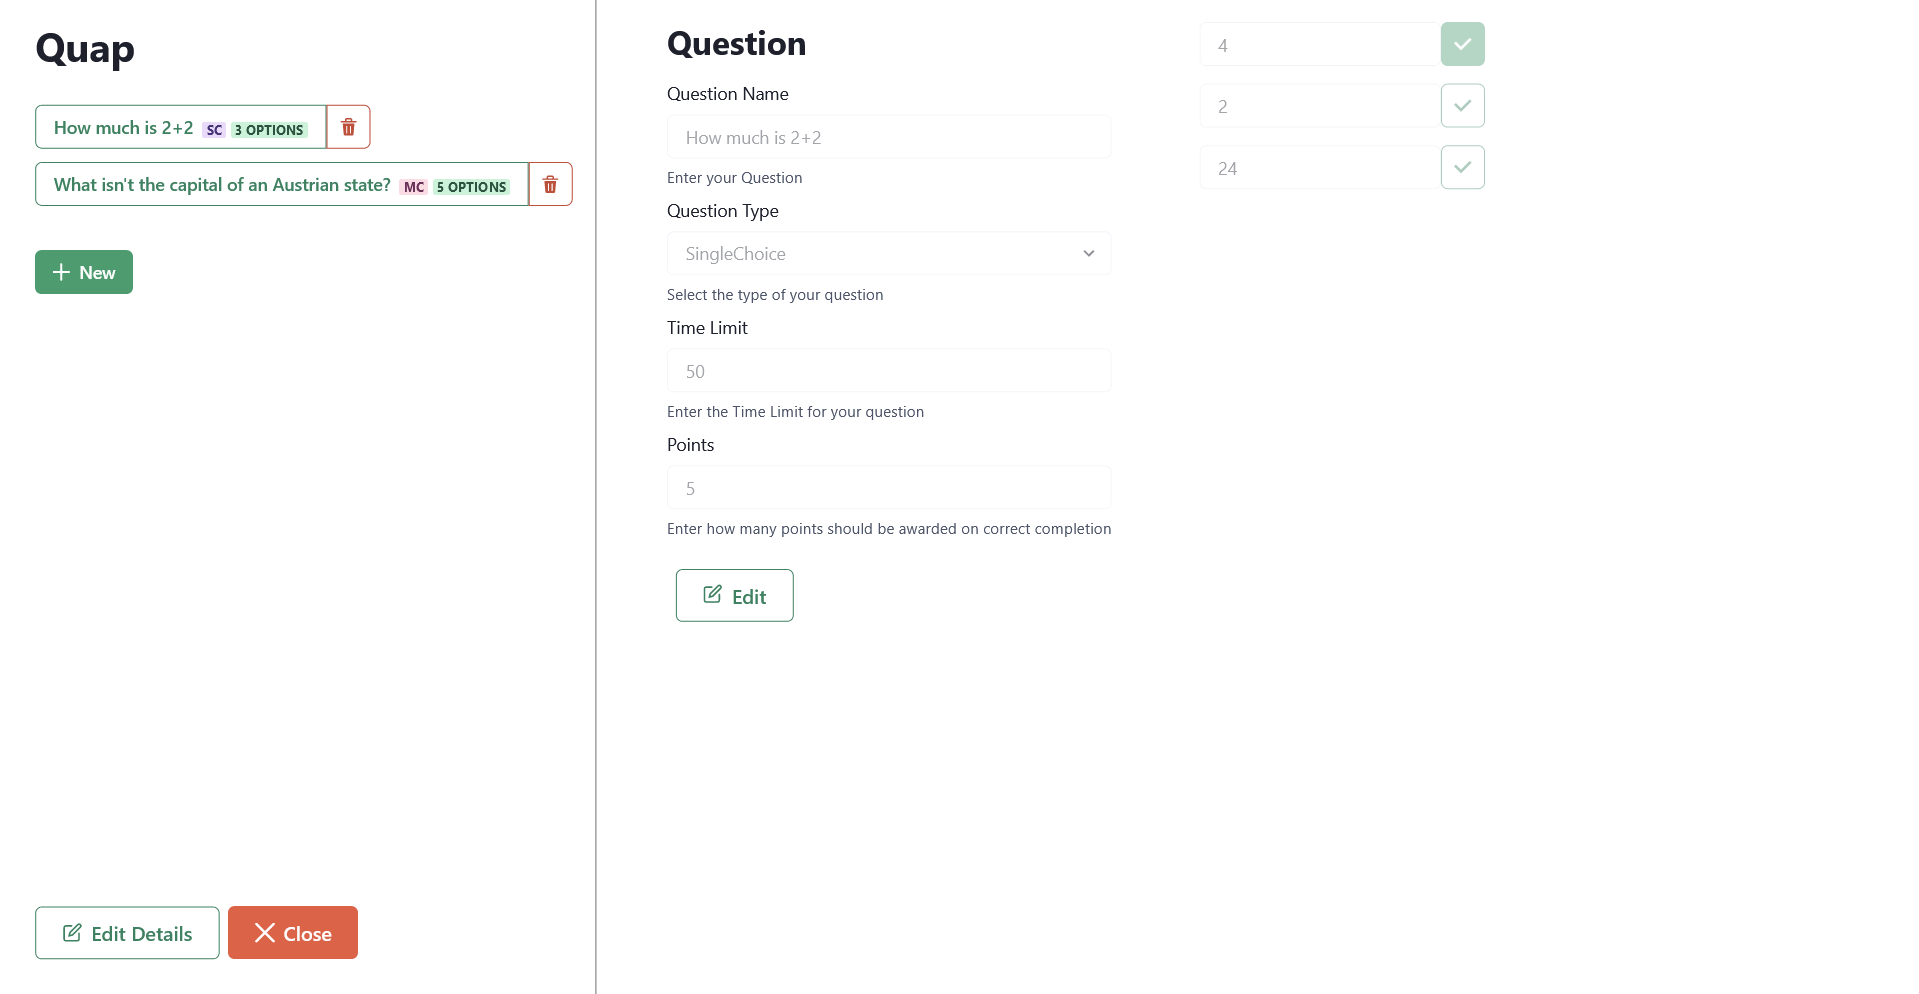 Quap
How much is 2+2 SC 3 OPTIONS
What isn't the capital of an Austrian state? MC 5 OPTIONS
New
Edit Details
Close
Question
Question Name
How much is 2+2
Enter your Question
Question Type
SingleChoice
Select the type of your question
Time Limit
50
Enter the Time Limit for your question
Points
5
Enter how many points should be awarded on correct completion
Edit
4
2
24